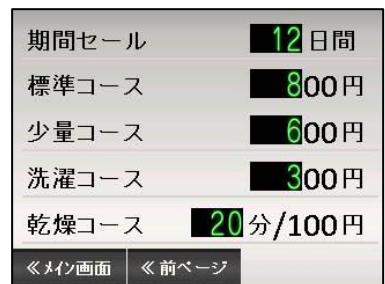 期間セール 12日間
標準コース 800円
少量コース 600円
洗濯コース 300円
乾燥コース 20分/100円
≪メイン画面 ≪前ページ